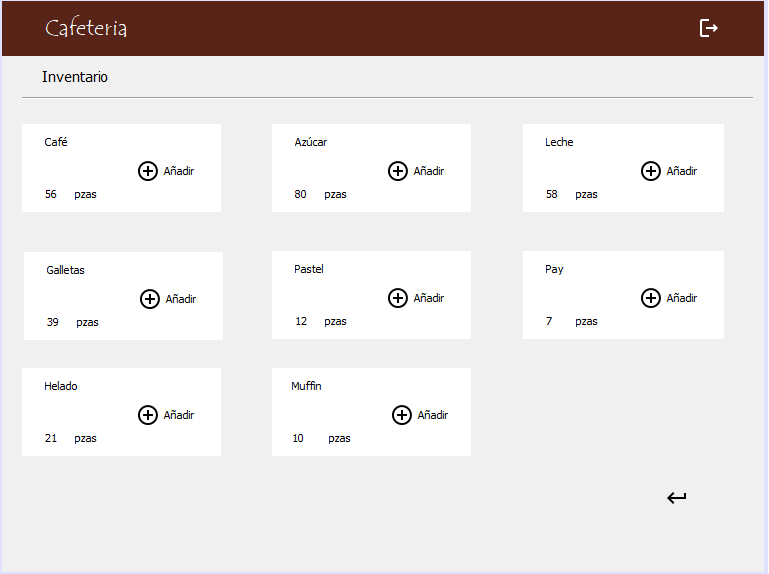 Cafeteria
Inventario
Café
Añadir
56 pzas
Azúcar
Añadir
80 pzas
Leche
Añadir
58 pzas
Galletas
Añadir
39 pzas
Pastel
Añadir
12 pzas
Pay
Añadir
7 pzas
Helado
Añadir
21 pzas
Muffin
Añadir
10 pzas